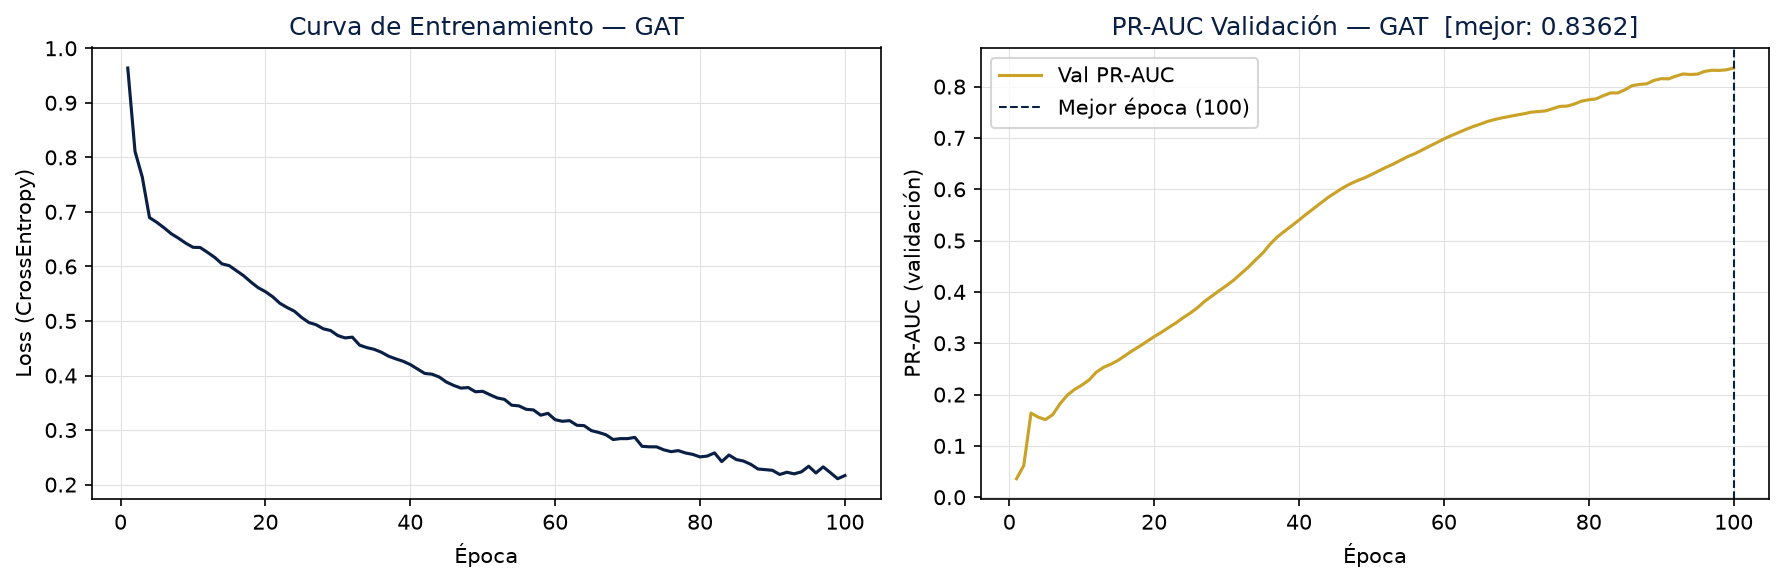 Curva de Entrenamiento — GAT
1.0
0.9
0.8
0.7
0.6
0.5
0.4
0.3
0.2
Loss (CrossEntropy)
0 20 40 60 80 100
Época
PR-AUC Validación — GAT [mejor: 0.8362]
Val PR-AUC
Mejor época (100)
0.8
0.7
0.6
0.5
0.4
0.3
0.2
0.1
0.0
PR-AUC (validación)
0 20 40 60 80 100
Época